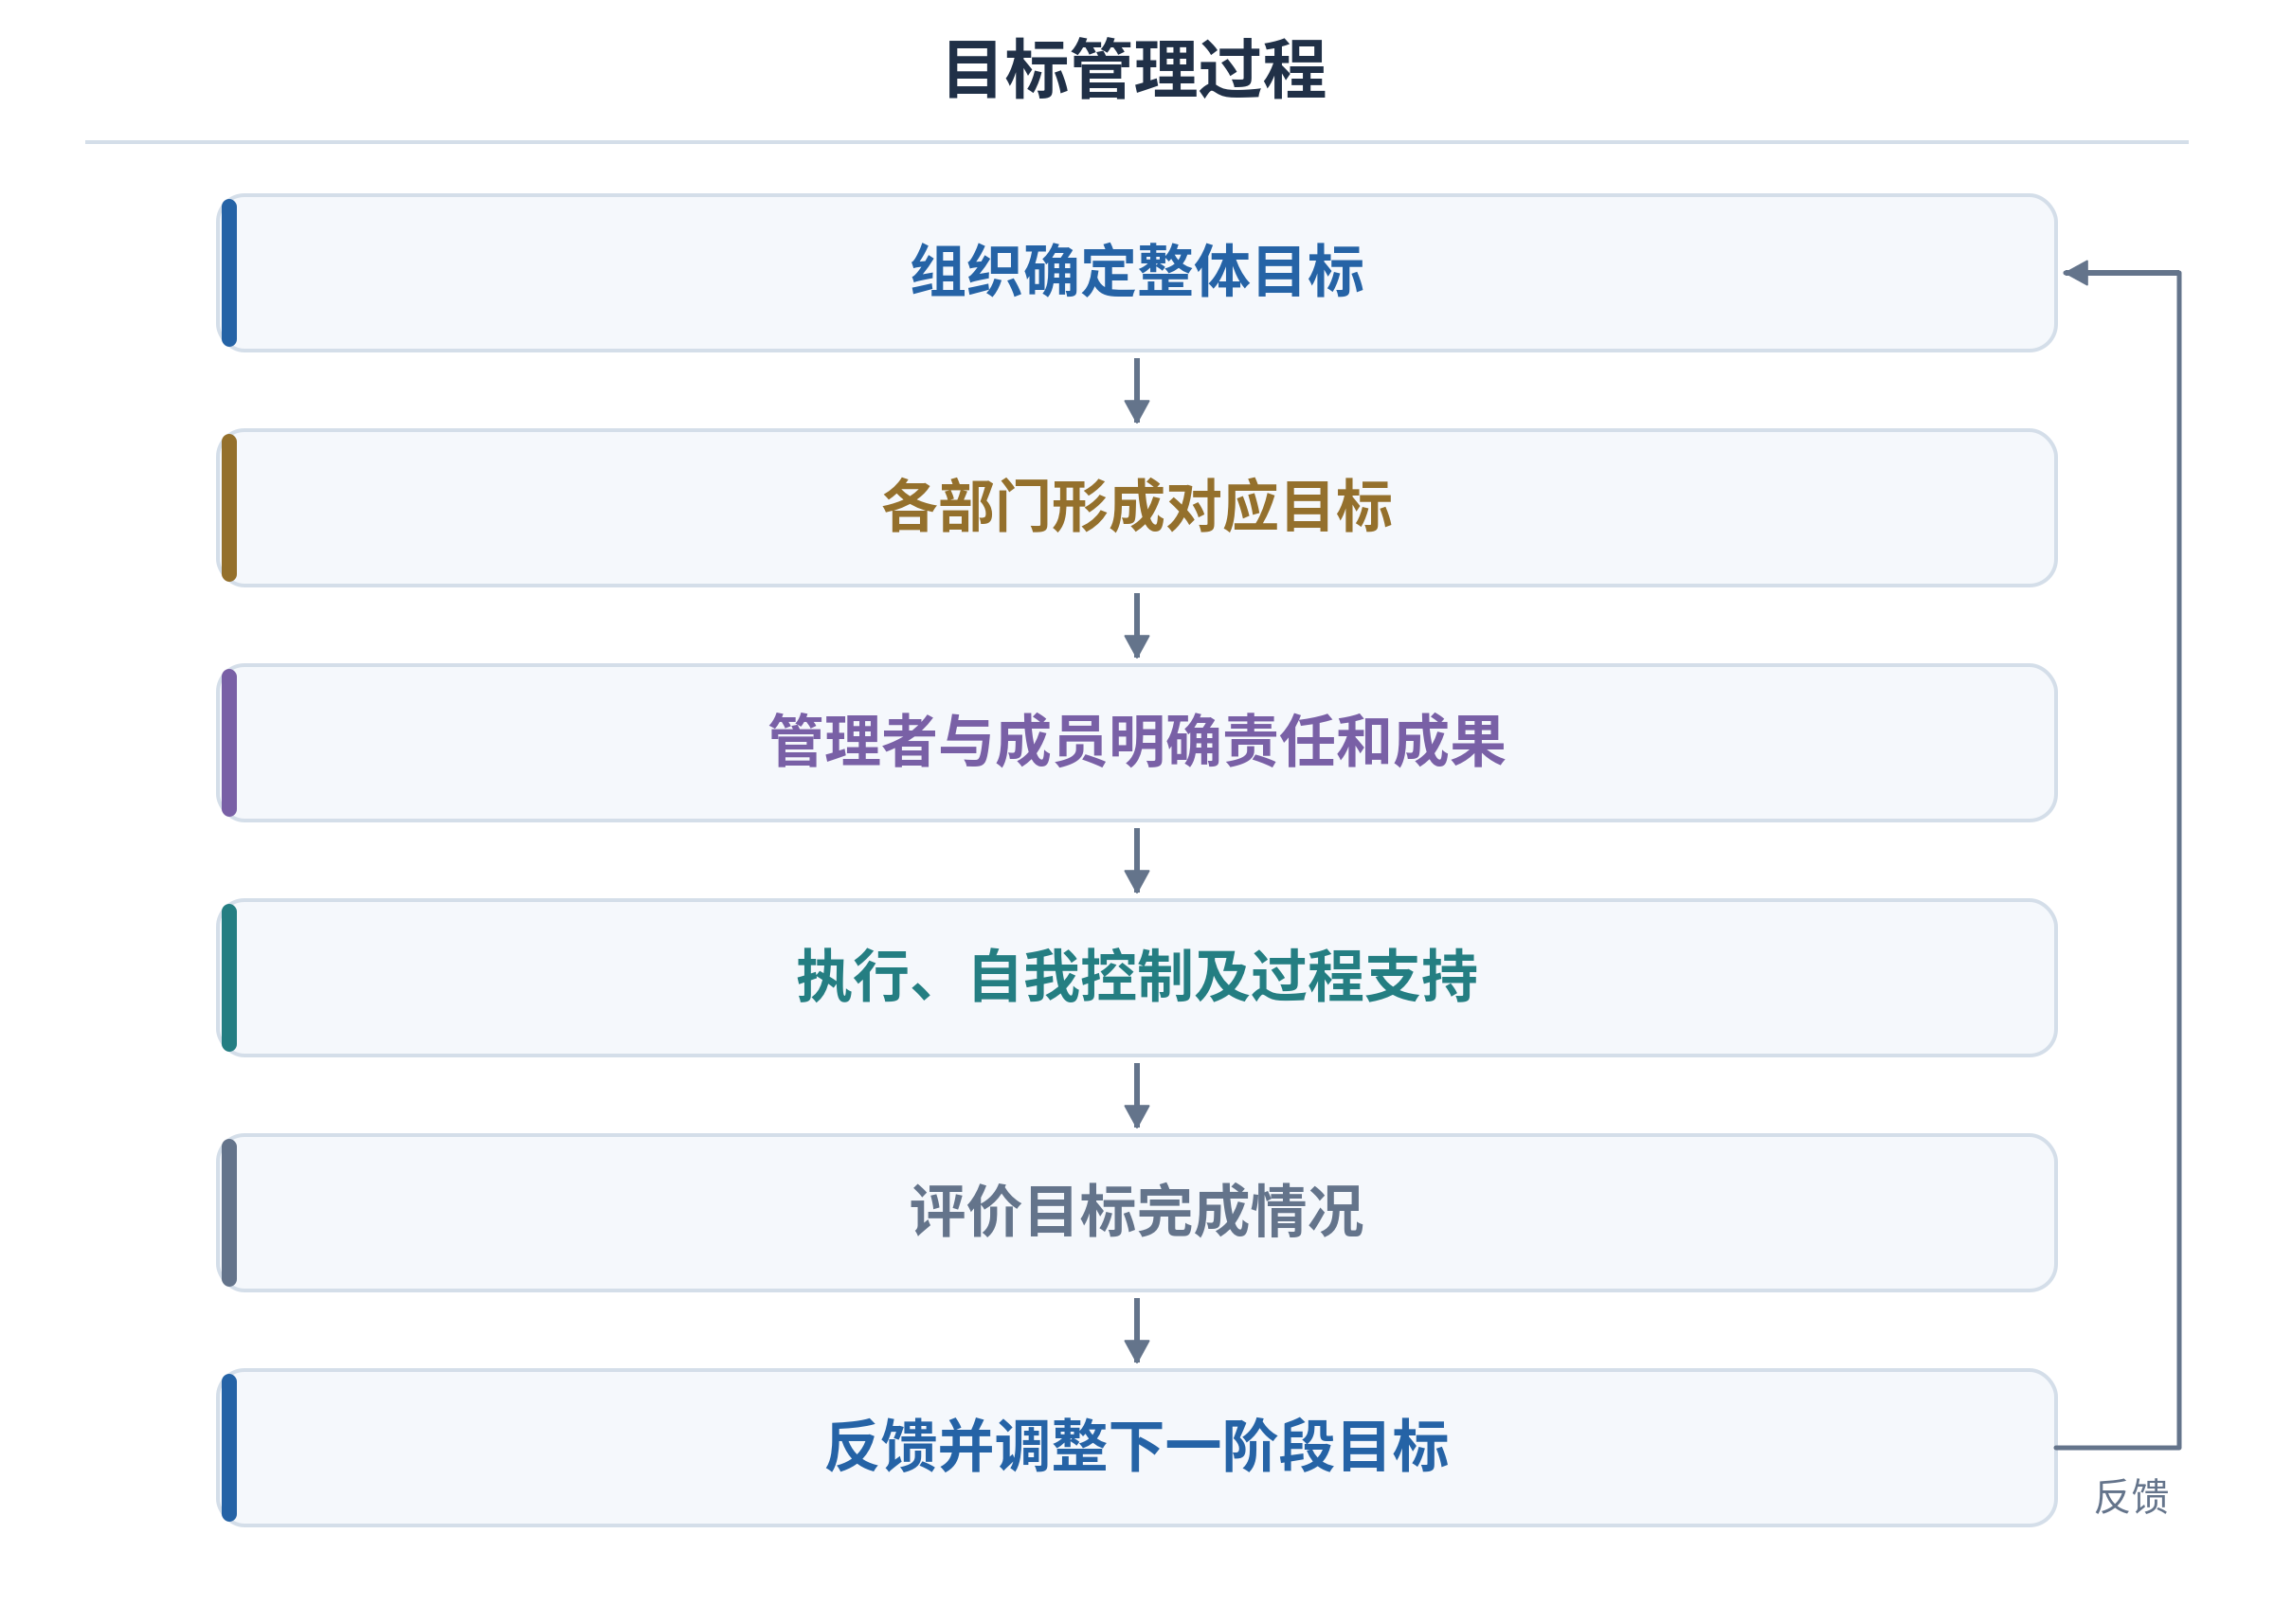 目标管理过程
组织确定整体目标
各部门形成对应目标
管理者与成员明确责任和成果
执行、自我控制及过程支持
评价目标完成情况
反馈并调整下一阶段目标
反馈